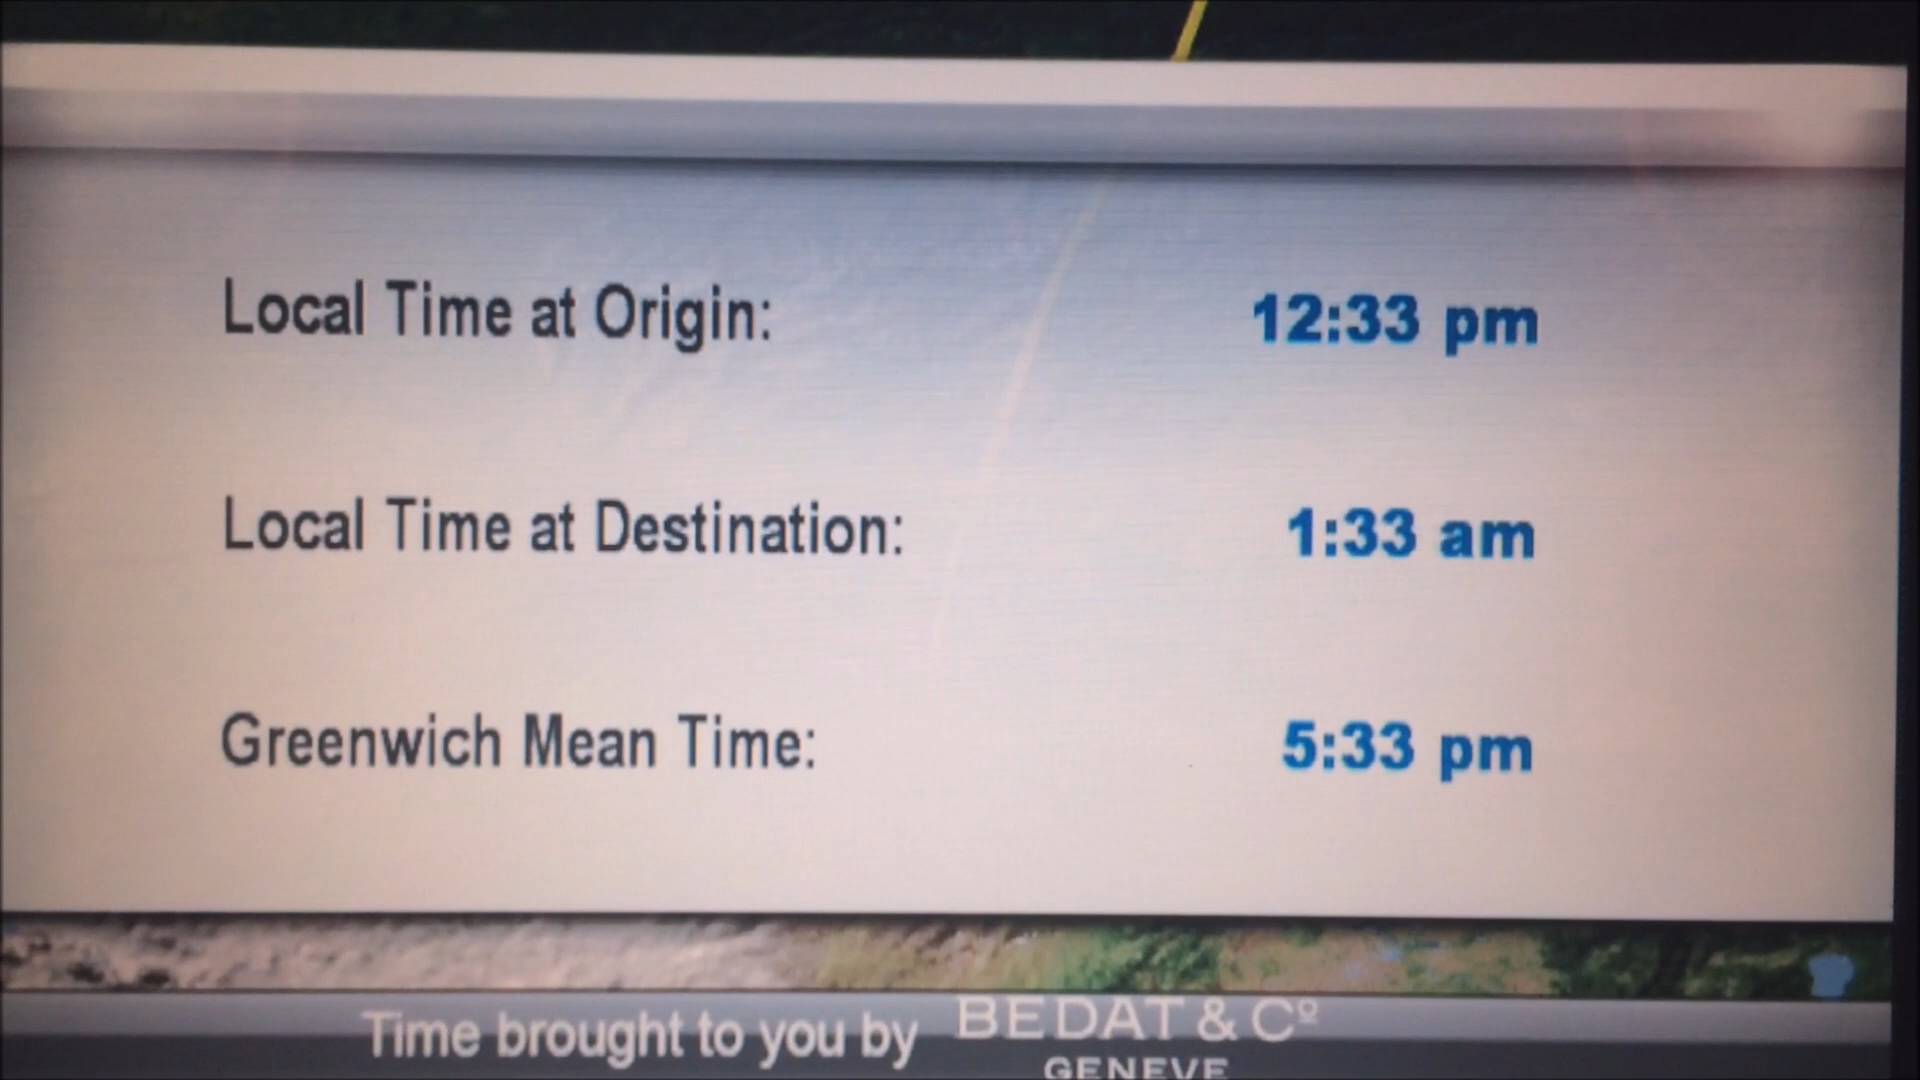 Local Time at Origin: 12:33 pm
Local Time at Destination: 1:33 am
Greenwich Mean Time: 5:33 pm
Time brought to you by BEDAT & Cº
GENEVE